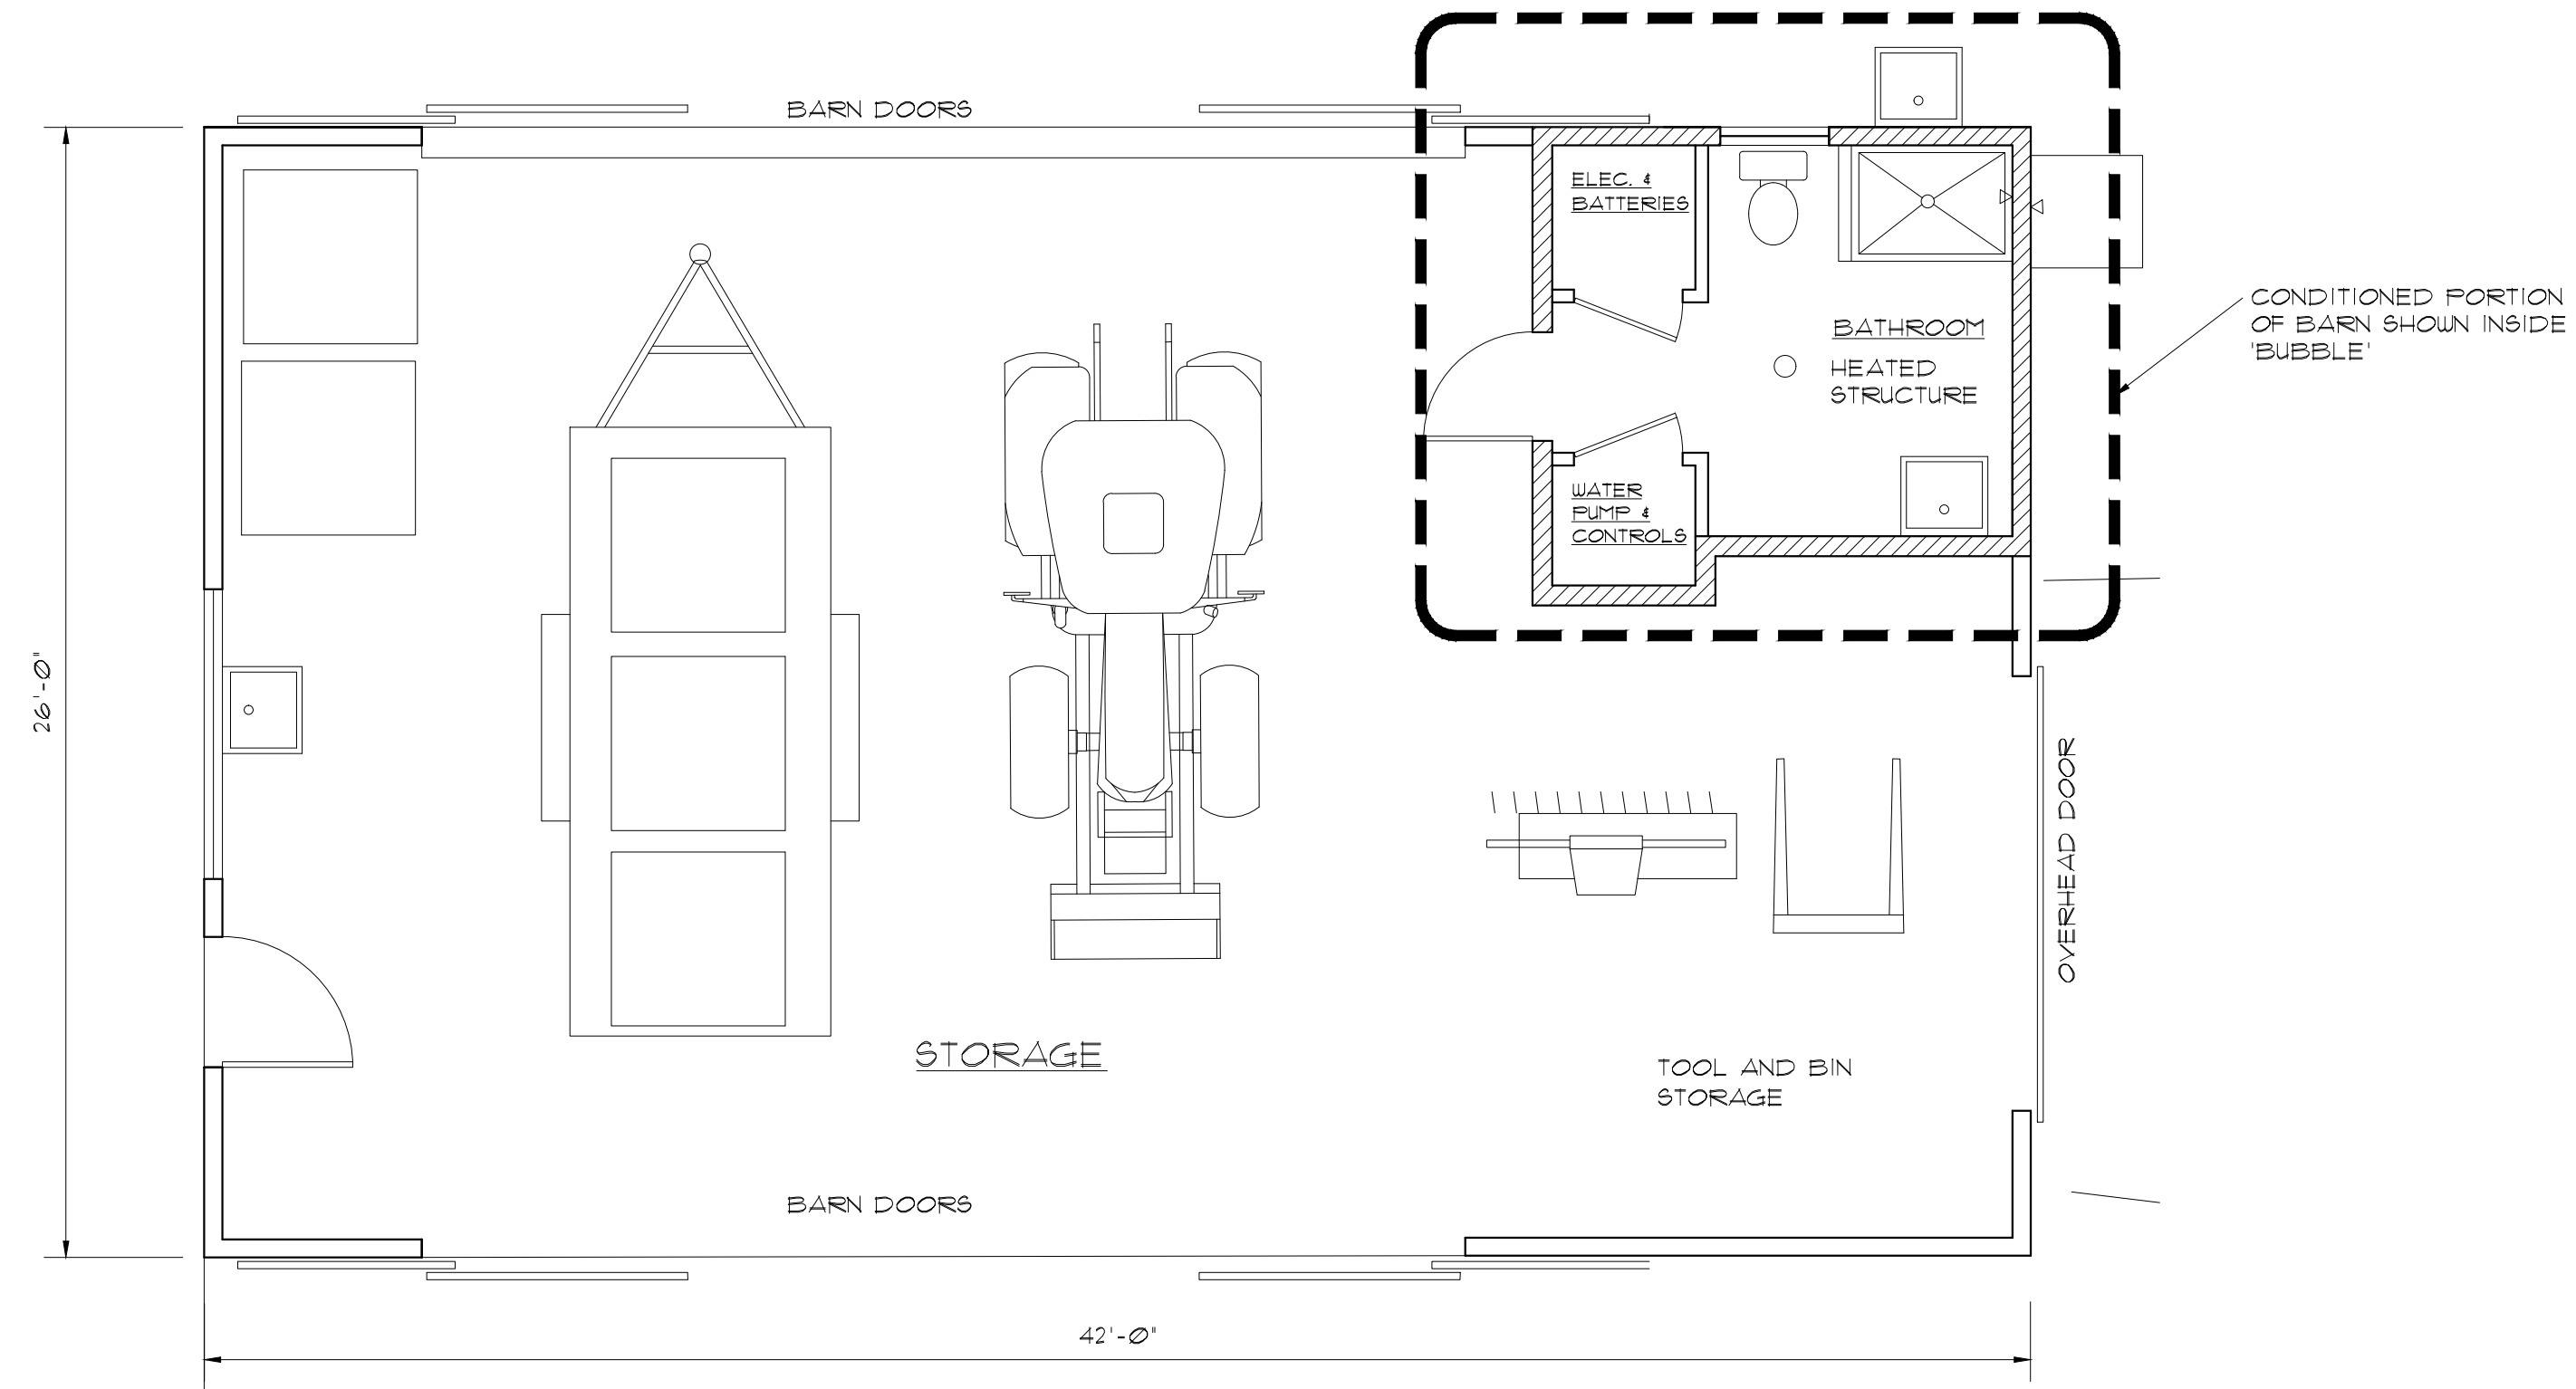 BARN DOORS
ELEC. &
BATTERIES
BATHROOM
HEATED
STRUCTURE
WATER
PUMP &
CONTROLS
CONDITIONED PORTION
OF BARN SHOWN INSIDE
'BUBBLE'
26'-0"
OVERHEAD DOOR
STORAGE
TOOL AND BIN
STORAGE
BARN DOORS
42'-0"